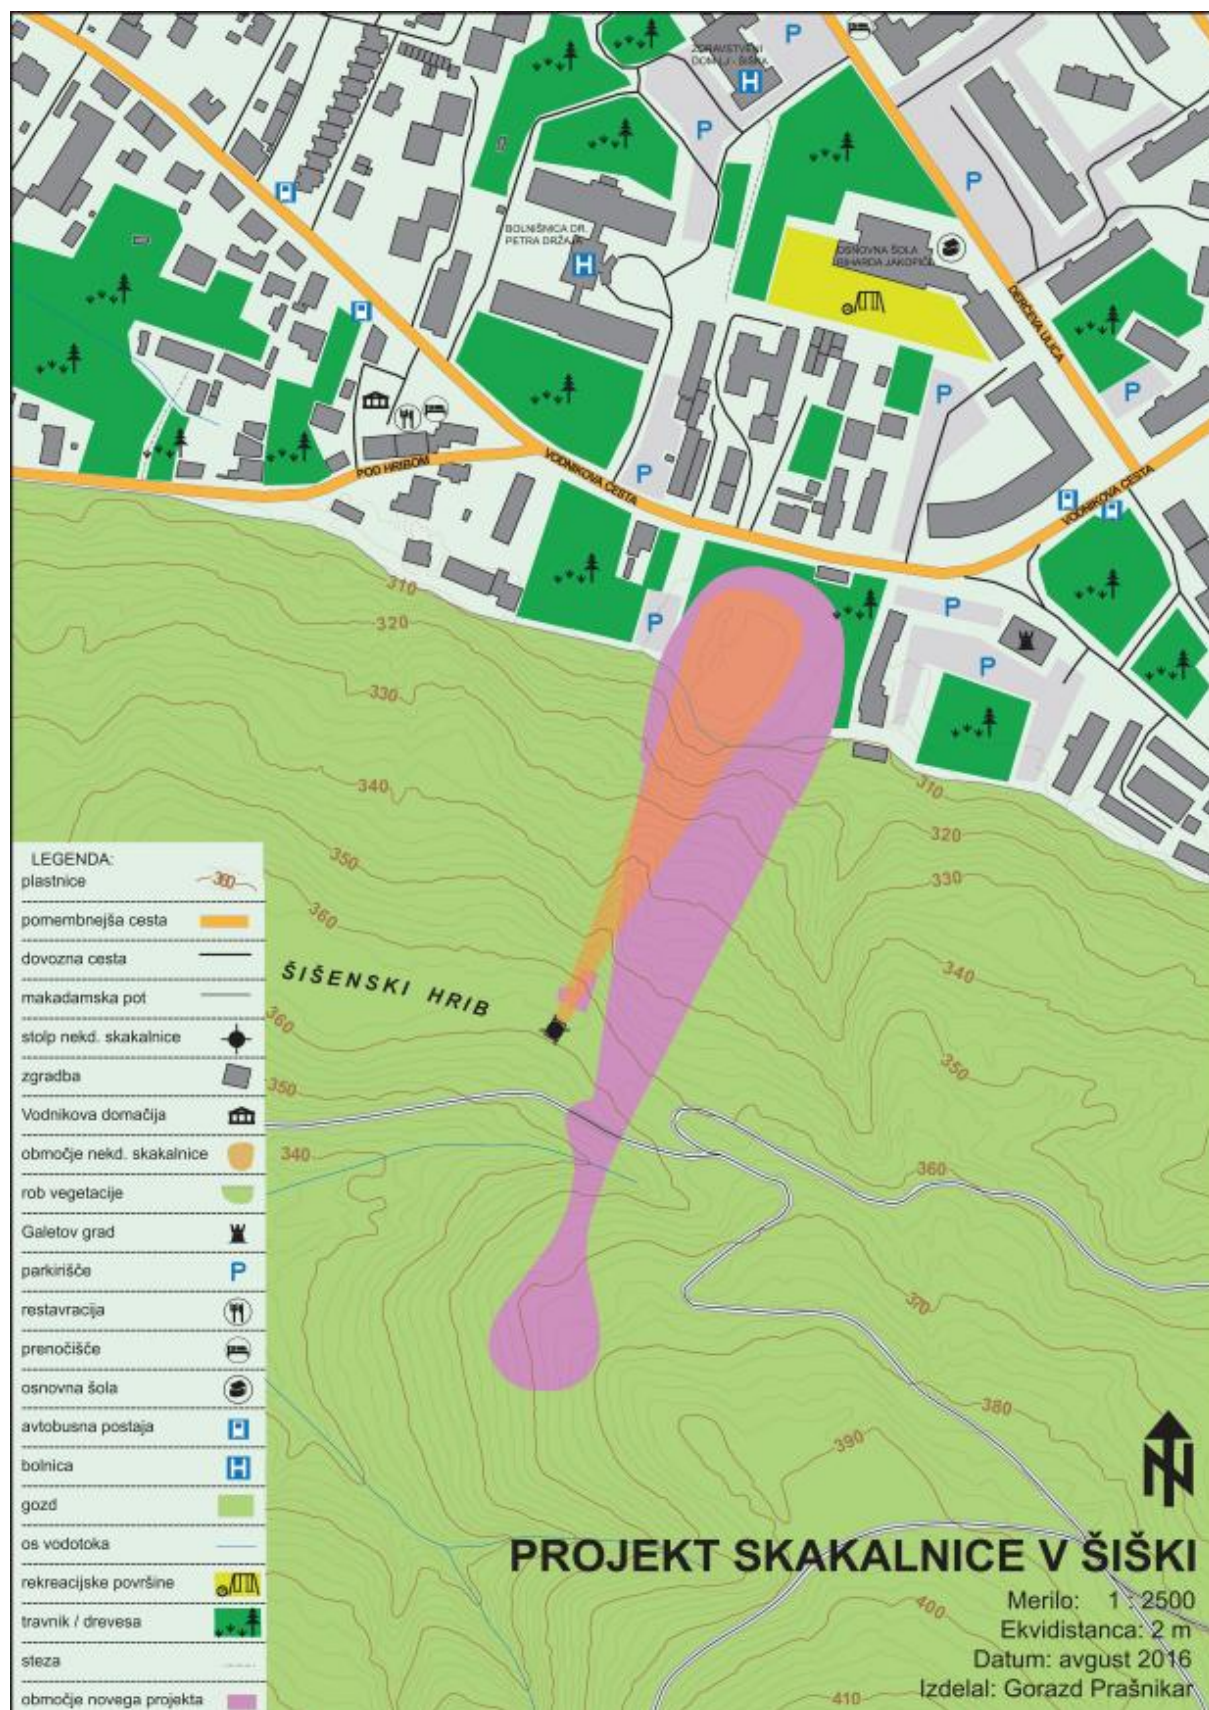 ZDRAVSTVENI
DOM LJ - ŠIŠKA
H
P
P
P
BOLNIŠNICA DR.
PETRA DRŽAJA
H
OSNOVNA ŠOLA
RIHARDA JAKOPIČA
DERČEVA ULICA
P
P
POD HRIBOM
VODNIKOVA CESTA
P
VODNIKOVA CESTA
310
320
330
340
350
360
P
P
P
310
320
330
340
350
360
370
380
390
400
410
ŠIŠENSKI HRIB
360
350
340
LEGENDA:
plastnice 360
pomembnejša cesta
dovozna cesta
makadamska pot
stolp nekd. skakalnice
zgradba
Vodnikova domačija
območje nekd. skakalnice
rob vegetacije
Galetov grad
parkirišče P
restavracija
prenočišče
osnovna šola
avtobusna postaja
bolnica H
gozd
os vodotoka
rekreacijske površine
travnik / drevesa
steza
območje novega projekta
N
PROJEKT SKAKALNICE V ŠIŠKI
Merilo: 1 : 2500
Ekvidistanca: 2 m
Datum: avgust 2016
Izdelal: Gorazd Prašnikar